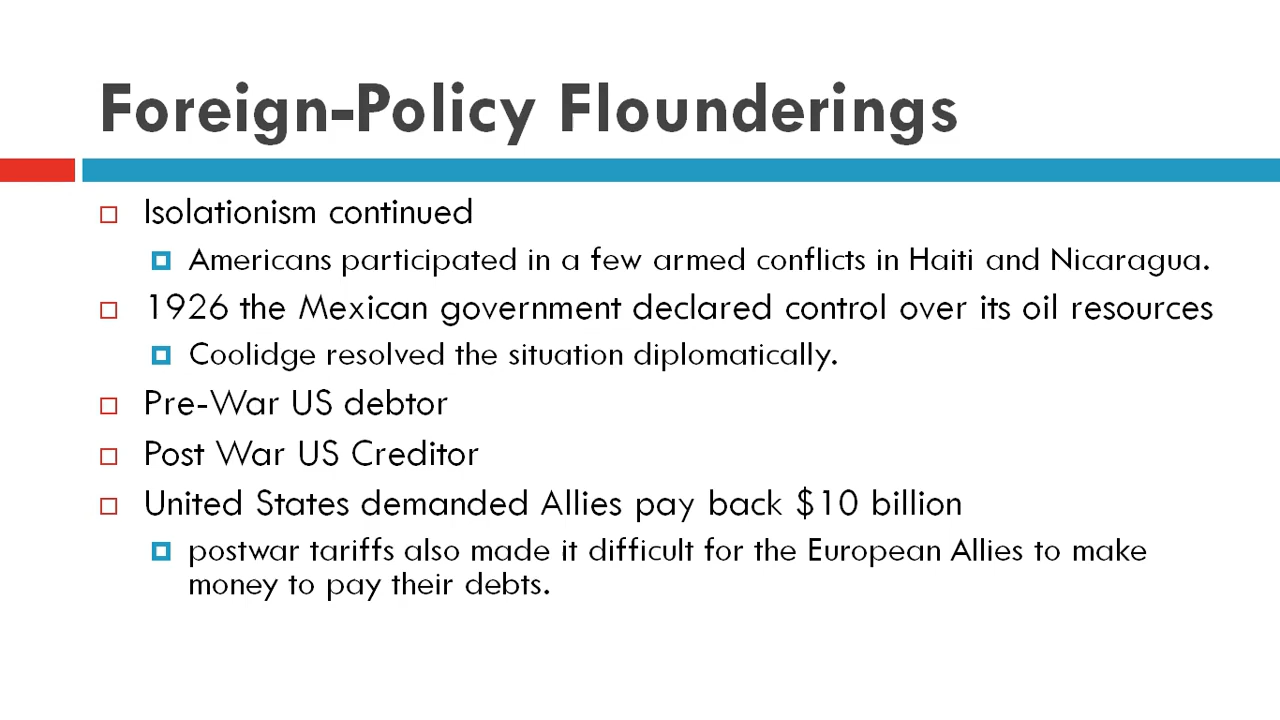 Foreign-Policy Flounderings
Isolationism continued
Americans participated in a few armed conflicts in Haiti and Nicaragua.
1926 the Mexican government declared control over its oil resources
Coolidge resolved the situation diplomatically.
Pre-War US debtor
Post War US Creditor
United States demanded Allies pay back $10 billion
postwar tariffs also made it difficult for the European Allies to make
money to pay their debts.